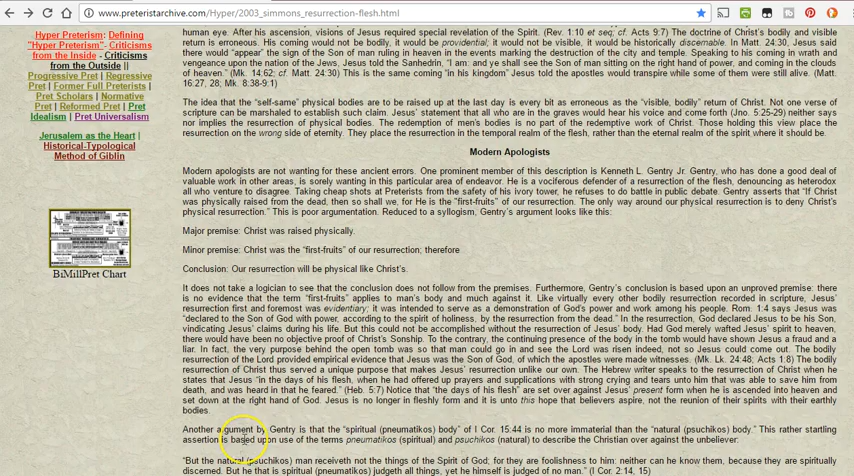 www.preteristarchive.com/Hyper/2003_simmons_resurrection-flesh.html
Hyper Preterism: Defining
"Hyper Preterism"- Criticisms
from the Inside - Criticisms
from the Outside ||
Progressive Pret | Regressive
Pret | Former Full Preterists |
Pret Scholars | Normative
Pret | Reformed Pret | Pret
Idealism | Pret Universalism
Jerusalem as the Heart |
Historical-Typological
Method of Giblin
BiMillPret Chart
human eye. After his ascension, visions of Jesus required special revelation of the Spirit. (Rev. 1:10 et seq; cf. Acts 9:7) The doctrine of Christ's bodily and visible
return is erroneous. His coming would not be bodily, it would be providential; it would not be visible, it would be historically discernable. In Matt. 24:30, Jesus said
there would "appear" the sign of the Son of man ruling in heaven in the events marking the destruction of the city and temple. Speaking to his coming in wrath and
vengeance upon the nation of the Jews, Jesus told the Sanhedrin, "I am: and ye shall see the Son of man sitting on the right hand of power, and coming in the clouds
of heaven." (Mk. 14:62; cf. Matt. 24:30) This is the same coming "in his kingdom" Jesus told the apostles would transpire while some of them were still alive. (Matt.
16:27, 28; Mk. 8:38-9:1)
The idea that the "self-same" physical bodies are to be raised up at the last day is every bit as erroneous as the "visible, bodily" return of Christ. Not one verse of
scripture can be marshaled to establish such claim. Jesus' statement that all who are in the graves would hear his voice and come forth (Jno. 5:25-29) neither says
nor implies the resurrection of physical bodies. The redemption of men's bodies is no part of the redemptive work of Christ. Those holding this view place the
resurrection on the wrong side of eternity. They place the resurrection in the temporal realm of the flesh, rather than the eternal realm of the spirit where it should be.
Modern Apologists
Modern apologists are not wanting for these ancient errors. One prominent member of this description is Kenneth L. Gentry Jr. Gentry, who has done a good deal of
valuable work in other areas, is sorely wanting in this particular area of endeavor. He is a vociferous defender of a resurrection of the flesh, denouncing as heterodox
all who venture to disagree. Taking cheap shots at Preterists from the safety of his ivory tower, he refuses to do battle in public debate. Gentry asserts that "If Christ
was physically raised from the dead, then so shall we, for He is the "first-fruits" of our resurrection. The only way around our physical resurrection is to deny Christ's
physical resurrection." This is poor argumentation. Reduced to a syllogism, Gentry's argument looks like this:
Major premise: Christ was raised physically.
Minor premise: Christ was the "first-fruits" of our resurrection; therefore
Conclusion: Our resurrection will be physical like Christ's.
It does not take a logician to see that the conclusion does not follow from the premises. Furthermore, Gentry's conclusion is based upon an unproved premise: there
is no evidence that the term "first-fruits" applies to man's body and much against it. Like virtually every other bodily resurrection recorded in scripture, Jesus'
resurrection first and foremost was evidentiary; it was intended to serve as a demonstration of God's power and work among his people. Rom. 1:4 says Jesus was
"declared to be the Son of God with power, according to the spirit of holiness, by the resurrection from the dead." In the resurrection, God declared Jesus to be his Son,
vindicating Jesus' claims during his life. But this could not be accomplished without the resurrection of Jesus' body. Had God merely wafted Jesus' spirit to heaven,
there would have been no objective proof of Christ's Sonship. To the contrary, the continuing presence of the body in the tomb would have shown Jesus a fraud and a
liar. In fact, the very purpose behind the open tomb was so that man could go in and see the Lord was risen indeed, not so Jesus could come out. The bodily
resurrection of the Lord provided empirical evidence that Jesus was the Son of God, of which the apostles were made witnesses. (Mk. Lk. 24:48; Acts 1:8) The bodily
resurrection of Christ thus served a unique purpose that makes Jesus' resurrection unlike our own. The Hebrew writer speaks to the resurrection of Christ when he
states that Jesus "in the days of his flesh, when he had offered up prayers and supplications with strong crying and tears unto him that was able to save him from
death, and was heard in that he feared." (Heb. 5:7) Notice that "the days of his flesh" are set over against Jesus' present form when he is ascended into heaven and
set down at the right hand of God. Jesus is no longer in fleshly form and it is unto this hope that believers aspire, not the reunion of their spirits with their earthly
bodies.
Another argument by Gentry is that the "spiritual (pneumatikos) body" of I Cor. 15:44 is no more immaterial than the "natural (psuchikos) body." This rather startling
assertion is based upon use of the terms pneumatikos (spiritual) and psuchikos (natural) to describe the Christian over against the unbeliever:
"But the natural (psuchikos) man receiveth not the things of the Spirit of God; for they are foolishness to him: neither can he know them, because they are spiritually
discerned. But he that is spiritual (pneumatikos) judgeth all things, yet he himself is judged of no man." (I Cor. 2:14, 15)